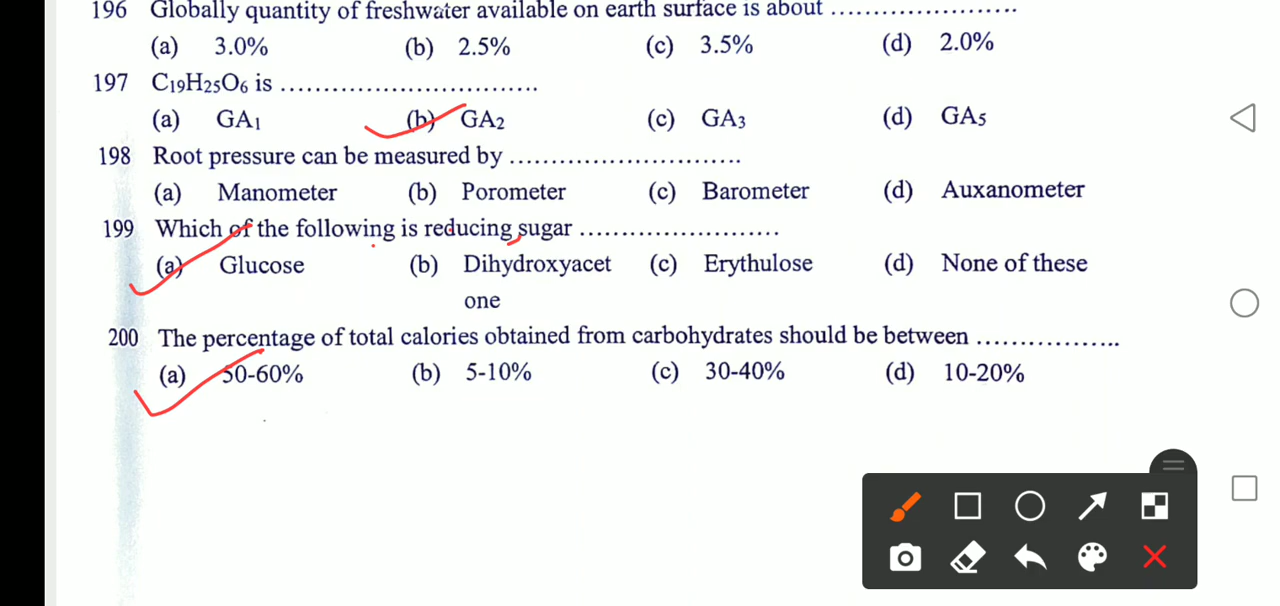 196 Globally quantity of freshwater available on earth surface is about ......................
(a) 3.0% (b) 2.5% (c) 3.5% (d) 2.0%
197 C₁₉H₂₅O₆ is ...............................
(a) GA₁ (b) GA₂ (c) GA₃ (d) GA₅
198 Root pressure can be measured by ............................
(a) Manometer (b) Porometer (c) Barometer (d) Auxanometer
199 Which of the following is reducing sugar ........................
(a) Glucose (b) Dihydroxyacet (c) Erythulose (d) None of these
one
200 The percentage of total calories obtained from carbohydrates should be between .................
(a) 50-60% (b) 5-10% (c) 30-40% (d) 10-20%